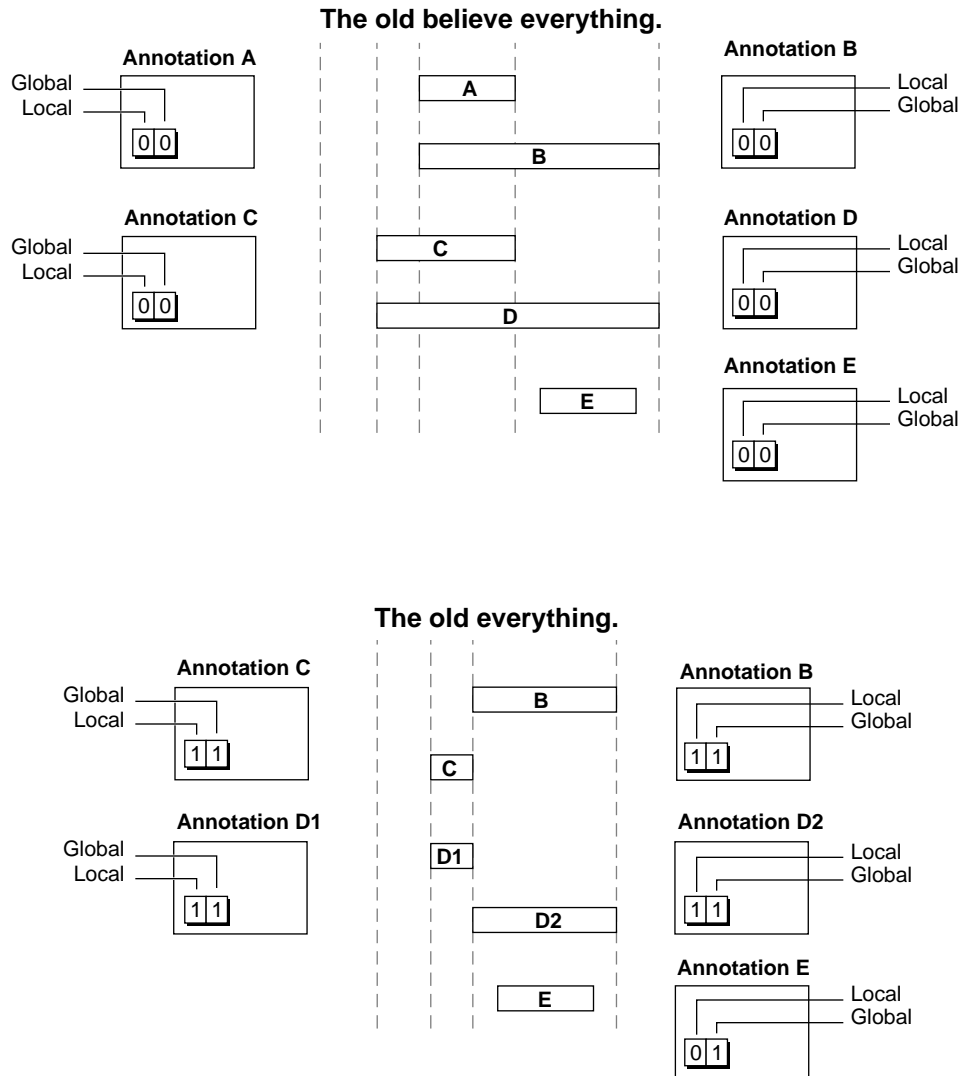 The old believe everything.
Annotation A
Annotation B
Global
Local
0 0
A
Local
Global
0 0
B
Annotation C
Annotation D
Global
Local
0 0
C
Local
Global
0 0
D
Annotation E
E
Local
Global
0 0
The old everything.
Annotation C
Annotation B
Global
Local
1 1
B
Local
Global
1 1
C
Annotation D1
Annotation D2
Global
Local
1 1
D1
Local
Global
1 1
D2
Annotation E
E
Local
Global
0 1